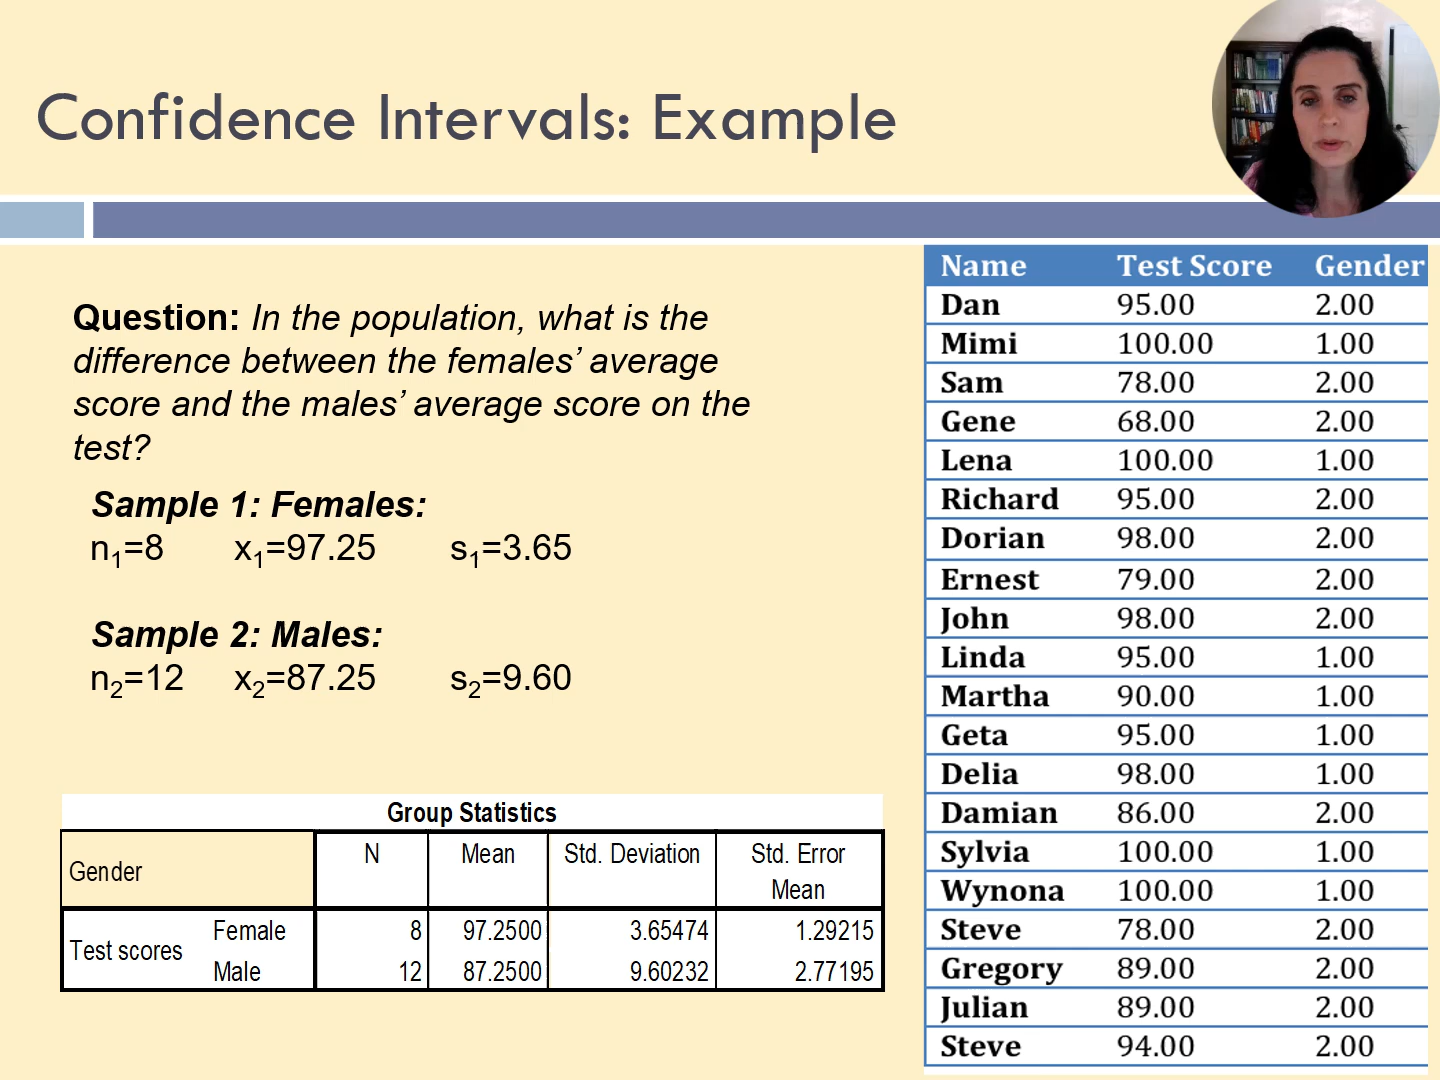 Confidence Intervals: Example
Question: In the population, what is the
difference between the females’ average
score and the males’ average score on the
test?
Sample 1: Females:
n1=8 x1=97.25 s1=3.65
Sample 2: Males:
n2=12 x2=87.25 s2=9.60
Group Statistics
Gender N Mean Std. Deviation Std. Error
Mean
Test scores Female 8 97.2500 3.65474 1.29215
Male 12 87.2500 9.60232 2.77195
Name Test Score Gender
Dan 95.00 2.00
Mimi 100.00 1.00
Sam 78.00 2.00
Gene 68.00 2.00
Lena 100.00 1.00
Richard 95.00 2.00
Dorian 98.00 2.00
Ernest 79.00 2.00
John 98.00 2.00
Linda 95.00 1.00
Martha 90.00 1.00
Geta 95.00 1.00
Delia 98.00 1.00
Damian 86.00 2.00
Sylvia 100.00 1.00
Wynona 100.00 1.00
Steve 78.00 2.00
Gregory 89.00 2.00
Julian 89.00 2.00
Steve 94.00 2.00